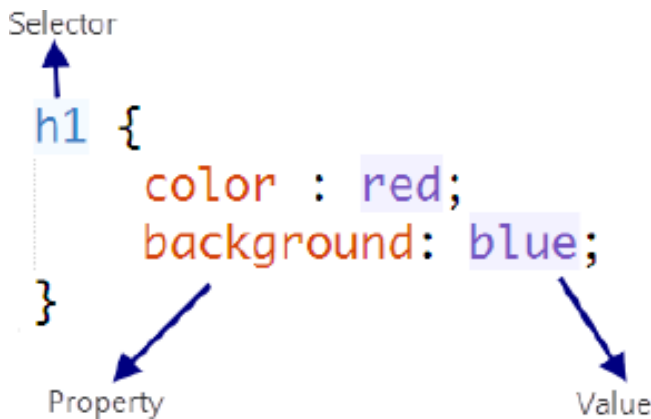 Selector
h1 {
color : red;
background: blue;
}
Property
Value